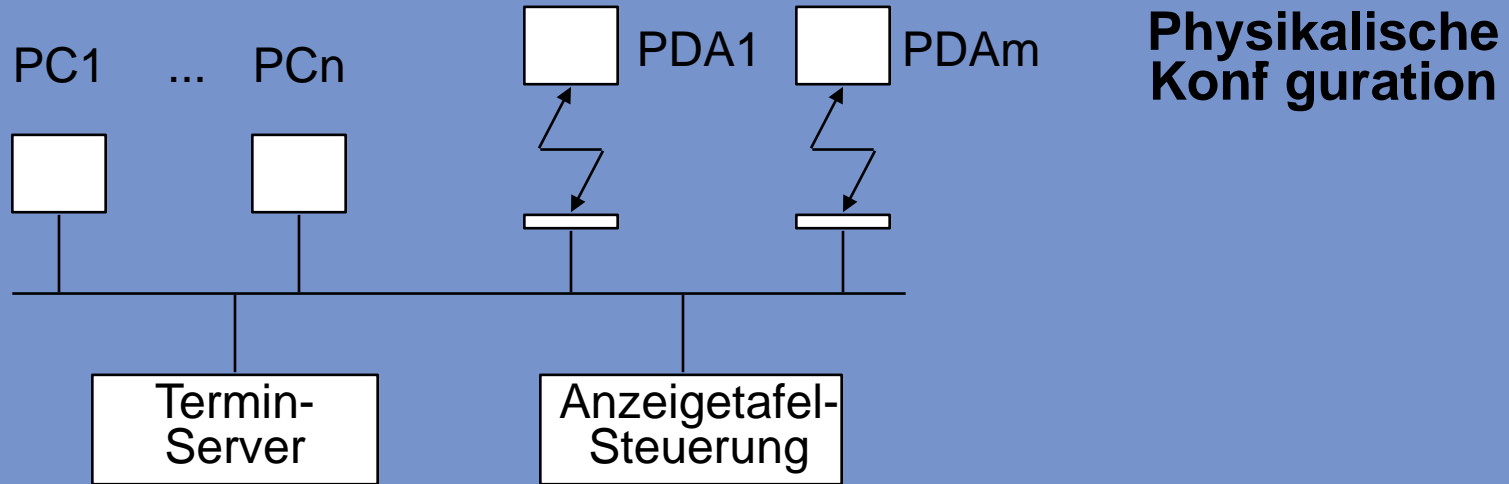 PC1 ... PCn
PDA1
PDAm
Physikalische
Konf guration
Termin-
Server
Anzeigetafel-
Steuerung